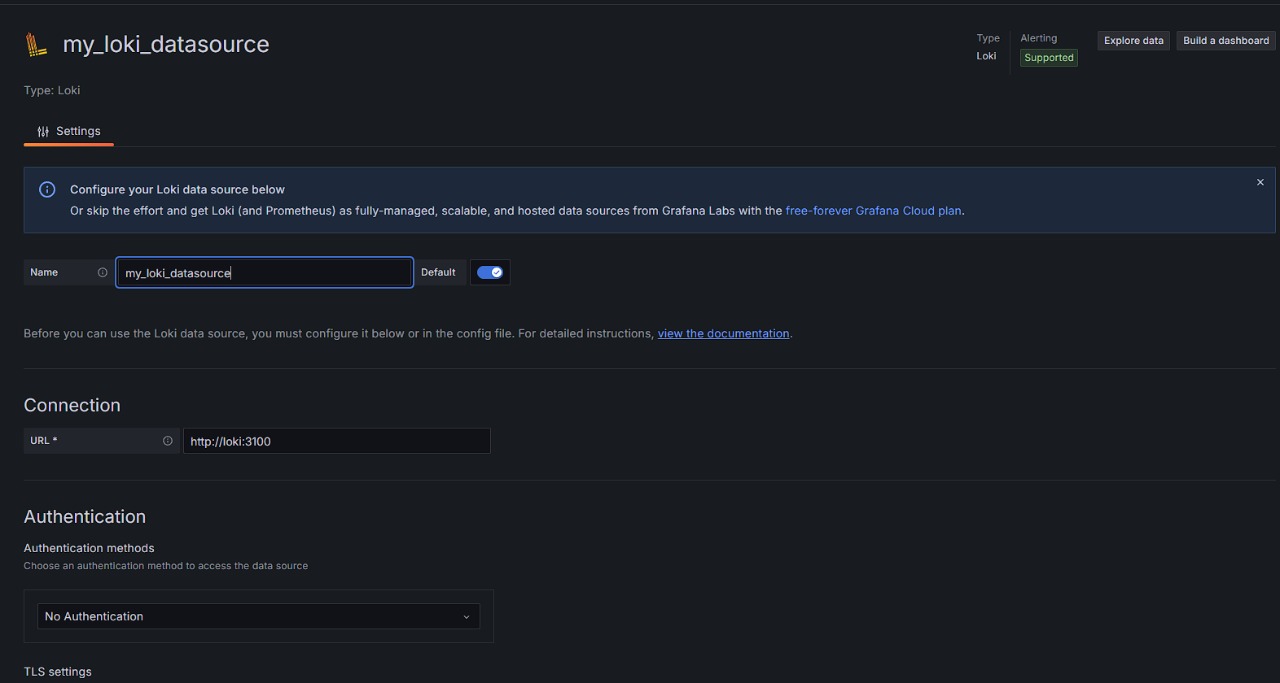 my_loki_datasource
Type
Loki
Alerting
Supported
Explore data
Build a dashboard
Type: Loki
Settings
Configure your Loki data source below
Or skip the effort and get Loki (and Prometheus) as fully-managed, scalable, and hosted data sources from Grafana Labs with the free-forever Grafana Cloud plan.
Name
my_loki_datasource
Default
Before you can use the Loki data source, you must configure it below or in the config file. For detailed instructions, view the documentation.
Connection
URL *
http://loki:3100
Authentication
Authentication methods
Choose an authentication method to access the data source
No Authentication
TLS settings